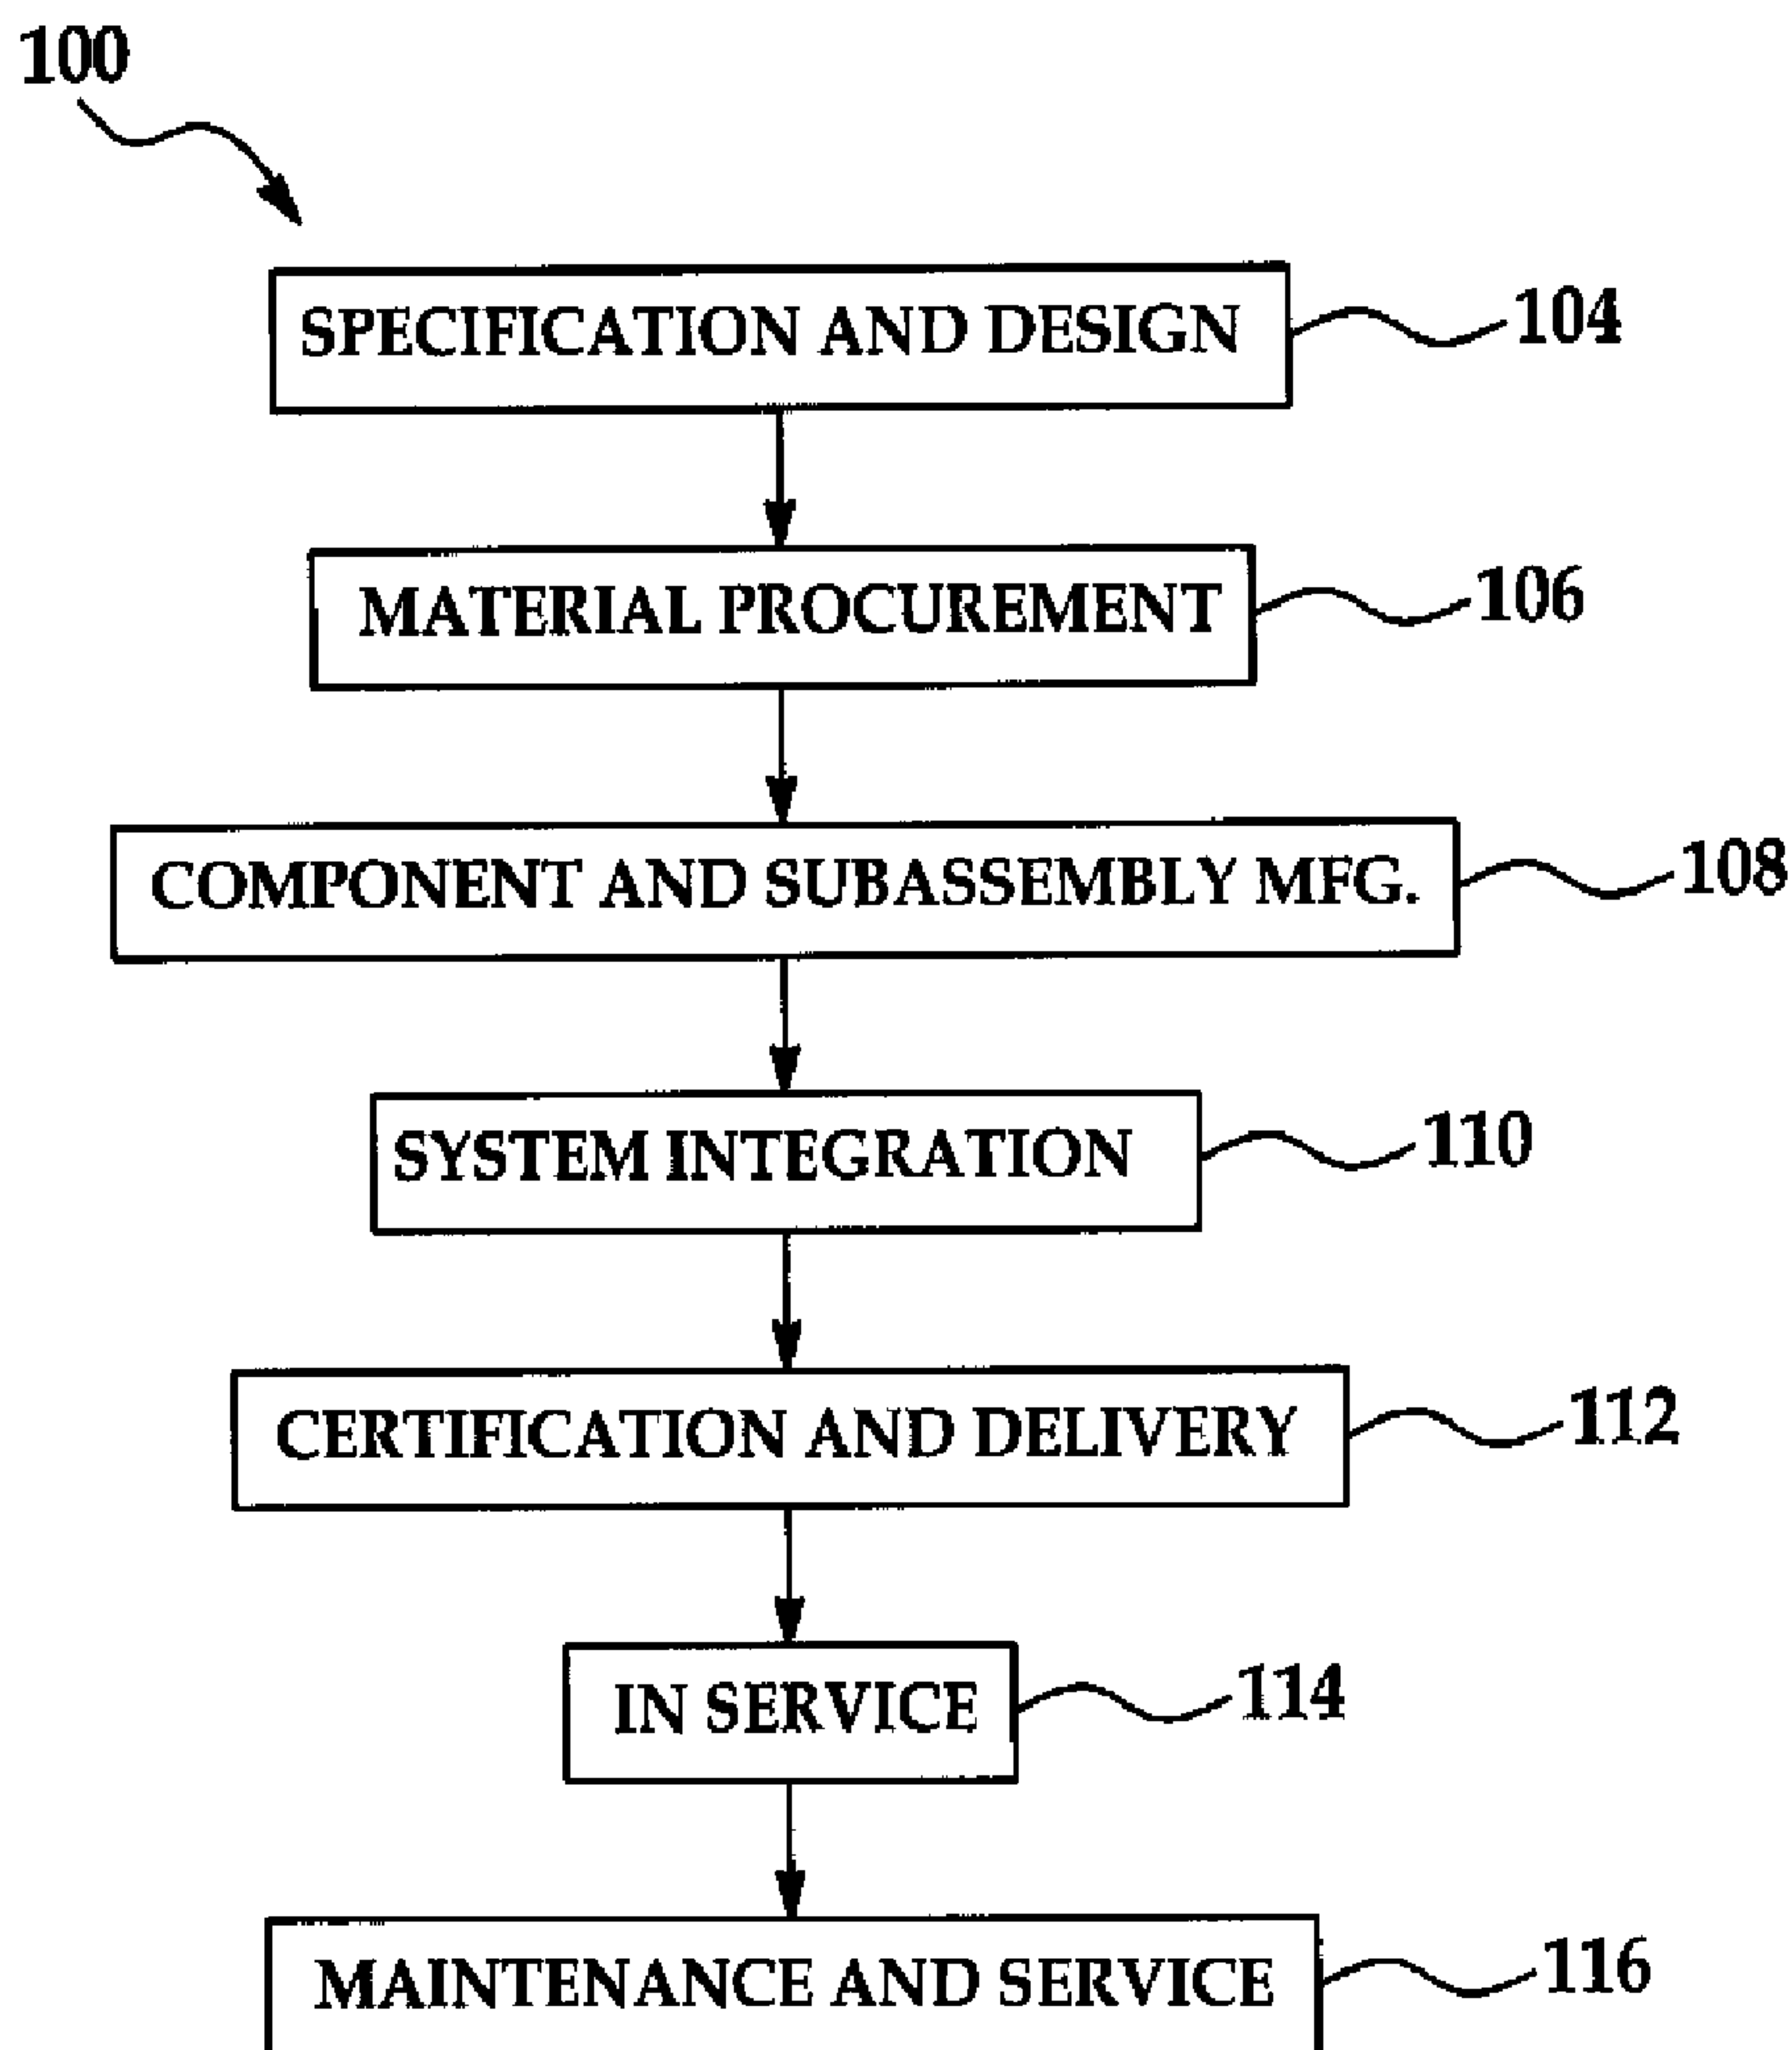 100
SPECIFICATION AND DESIGN 104
MATERIAL PROCUREMENT 106
COMPONENT AND SUBASSEMBLY MFG. 108
SYSTEM INTEGRATION 110
CERTIFICATION AND DELIVERY 112
IN SERVICE 114
MAINTENANCE AND SERVICE 116